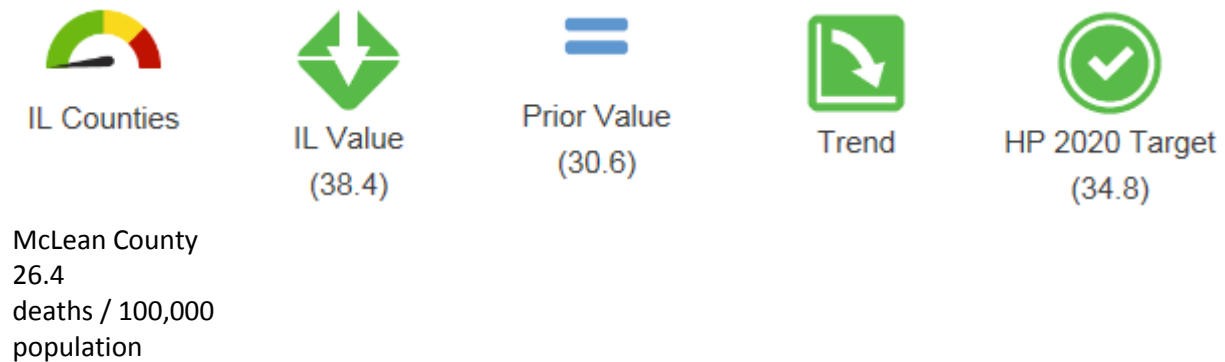 IL Counties
IL Value
(38.4)
Prior Value
(30.6)
Trend
HP 2020 Target
(34.8)
McLean County
26.4
deaths / 100,000
population